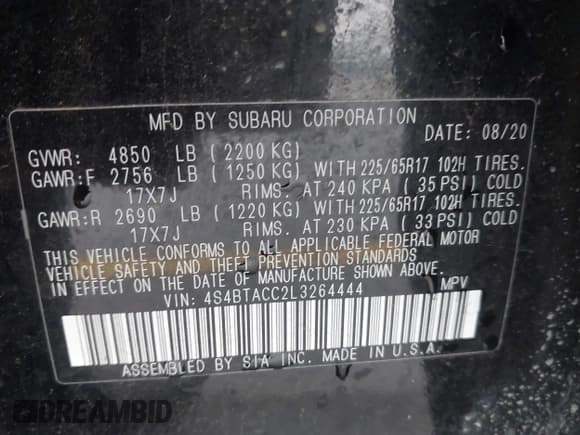 MFD BY SUBARU CORPORATION
DATE: 08/20
GVWR: 4850 LB (2200 KG)
GAWR:F 2756 LB (1250 KG) WITH 225/65R17 102H TIRES.
17X7J RIMS. AT 240 KPA (35 PSI) COLD
GAWR:R 2690 LB (1220 KG) WITH 225/65R17 102H TIRES.
17X7J RIMS. AT 230 KPA (33 PSI) COLD
THIS VEHICLE CONFORMS TO ALL APPLICABLE FEDERAL MOTOR
VEHICLE SAFETY AND THEFT PREVENTION STANDARDS
IN EFFECT ON THE DATE OF MANUFACTURE SHOWN ABOVE.
VIN: 4S4BTACC2L3264444 MPV
ASSEMBLED BY SIA INC. MADE IN U.S.A.
DREAMBID